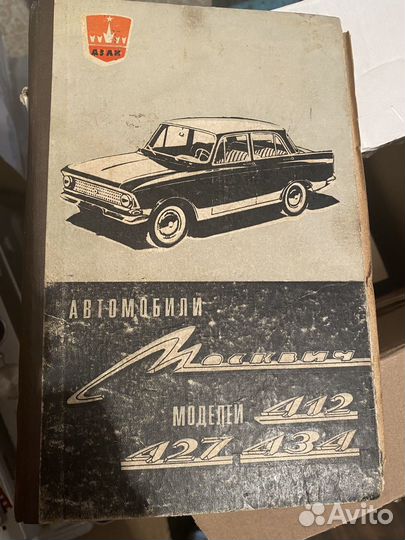 АЗЛК
АВТОМОБИЛИ
Москвич
МОДЕЛЕЙ 412
427, 434
Avito